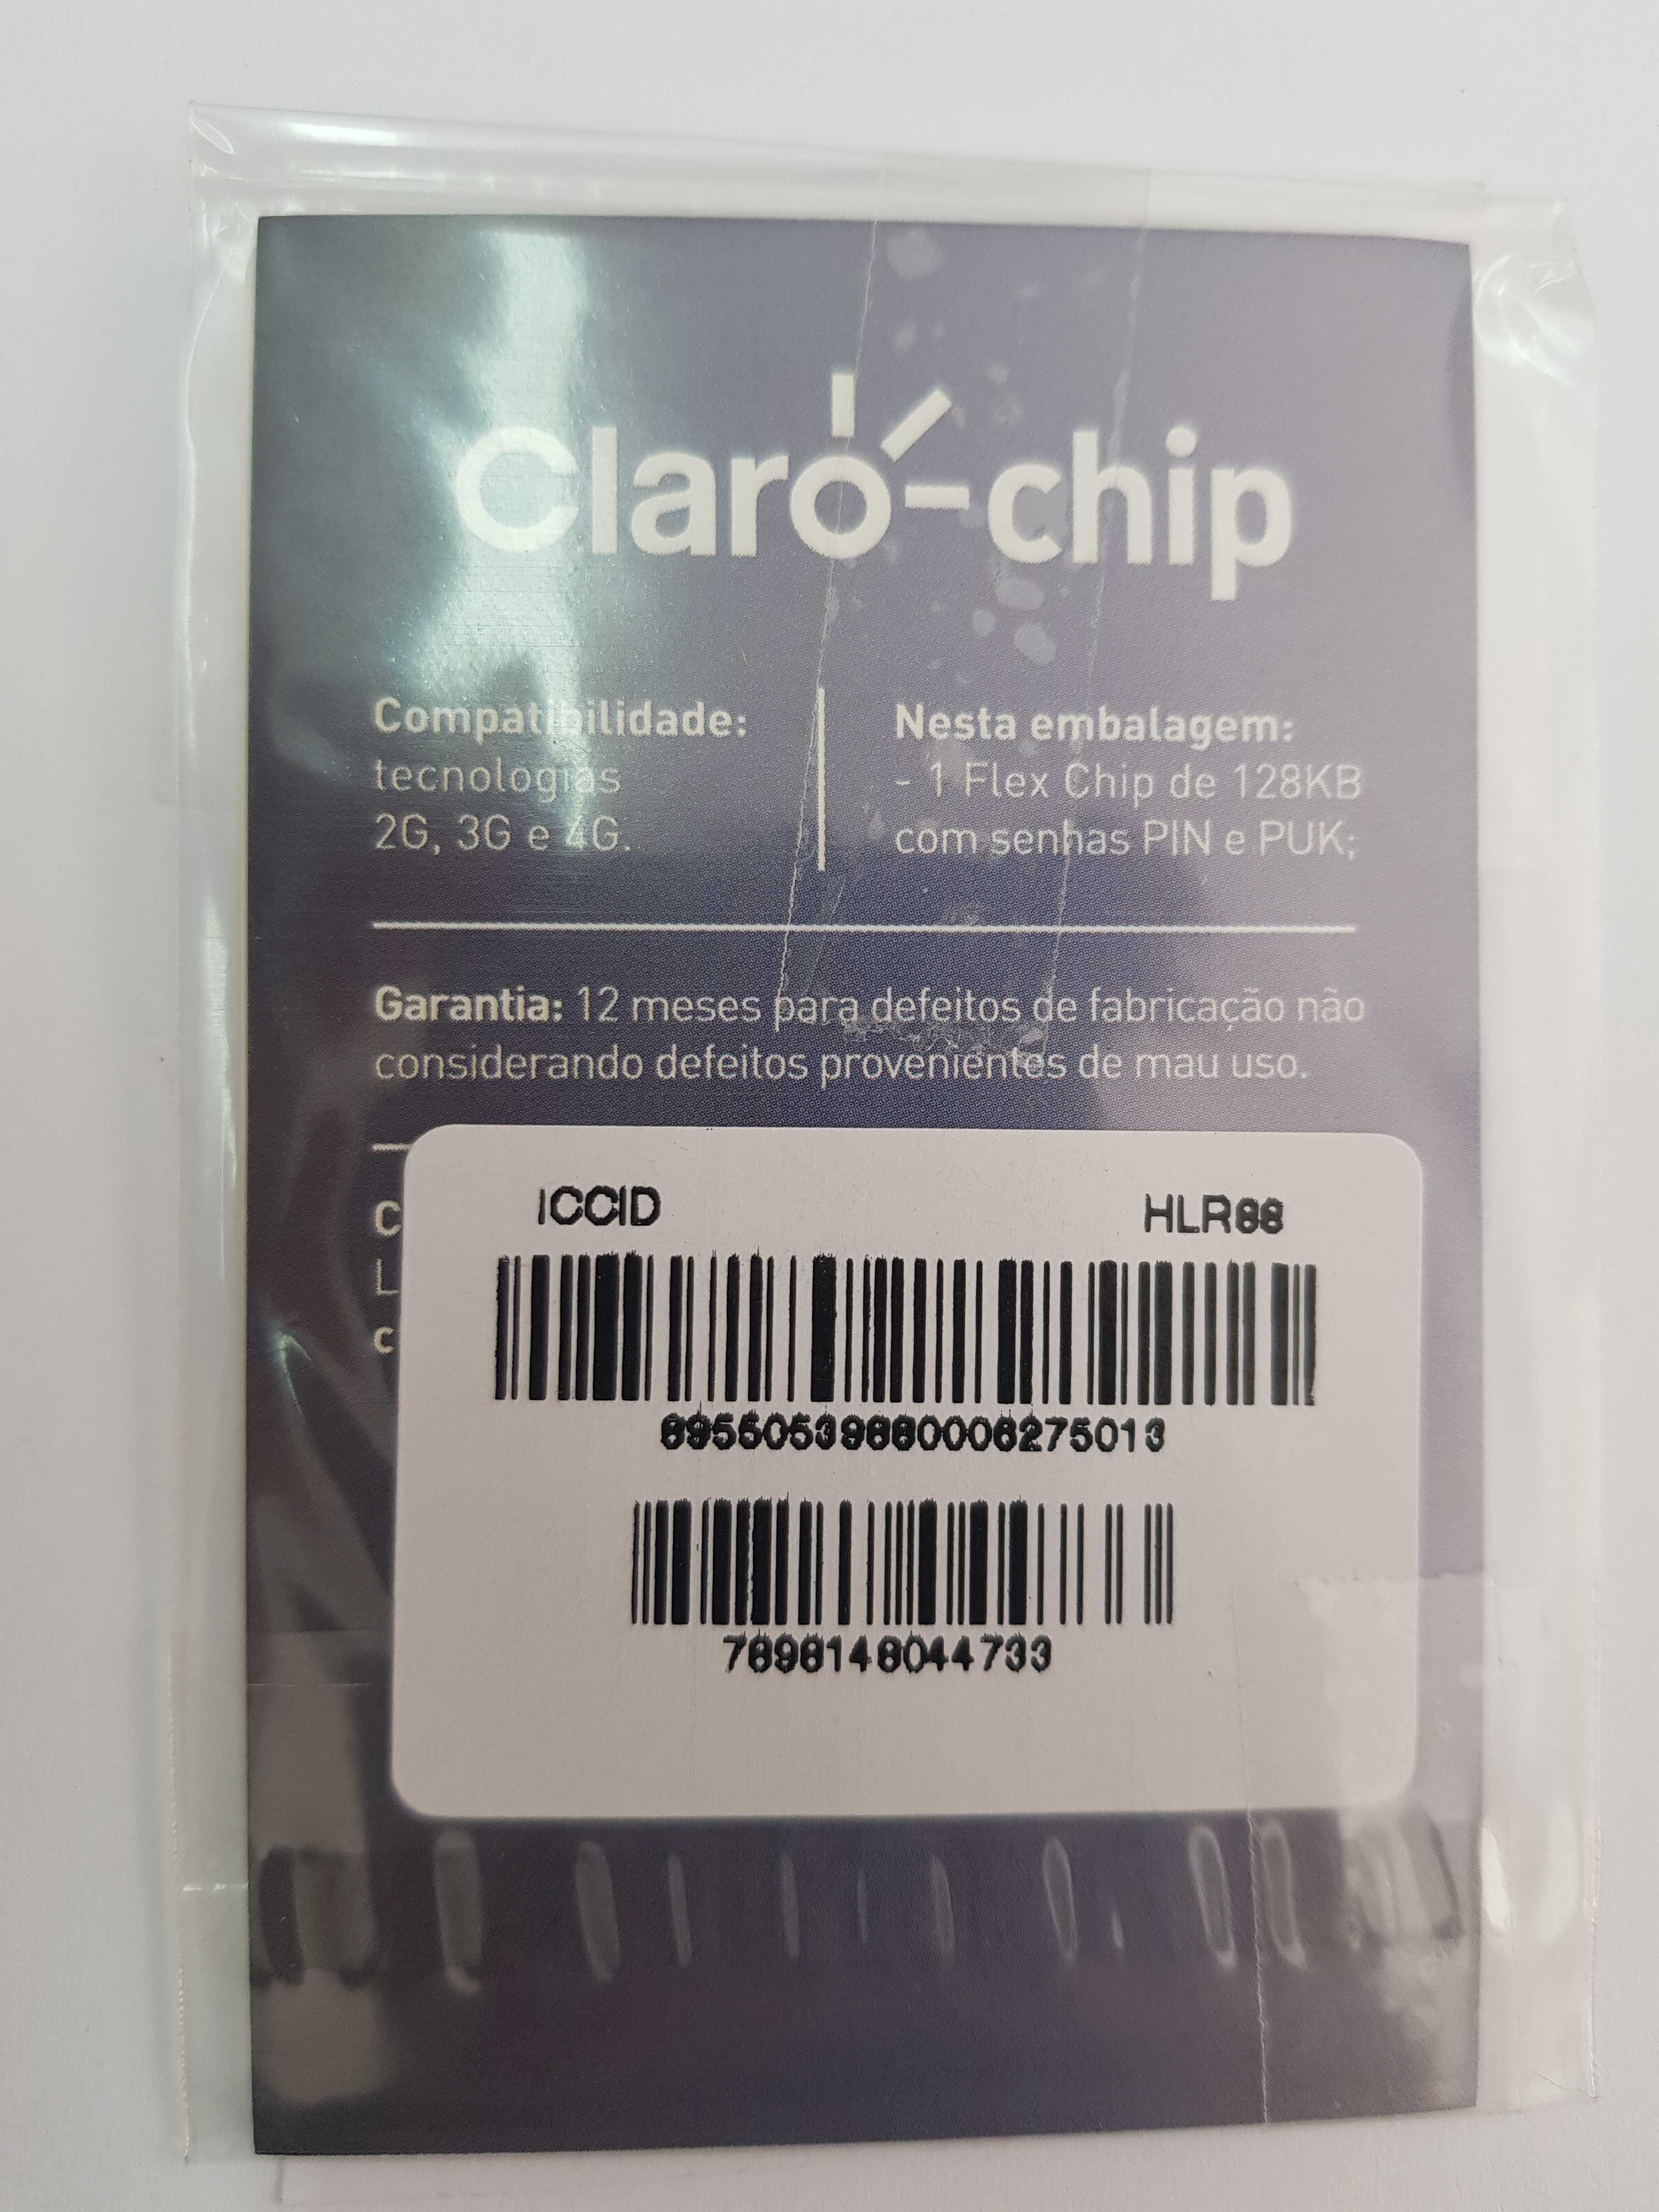 Claro-chip
Compatibilidade:
tecnologias
2G, 3G e 4G.
Nesta embalagem:
- 1 Flex Chip de 128KB
com senhas PIN e PUK;
Garantia: 12 meses para defeitos de fabricação não
considerando defeitos provenientes de mau uso.
C
L
c
ICCID
HLR88
89550539880006275013
7898148044733